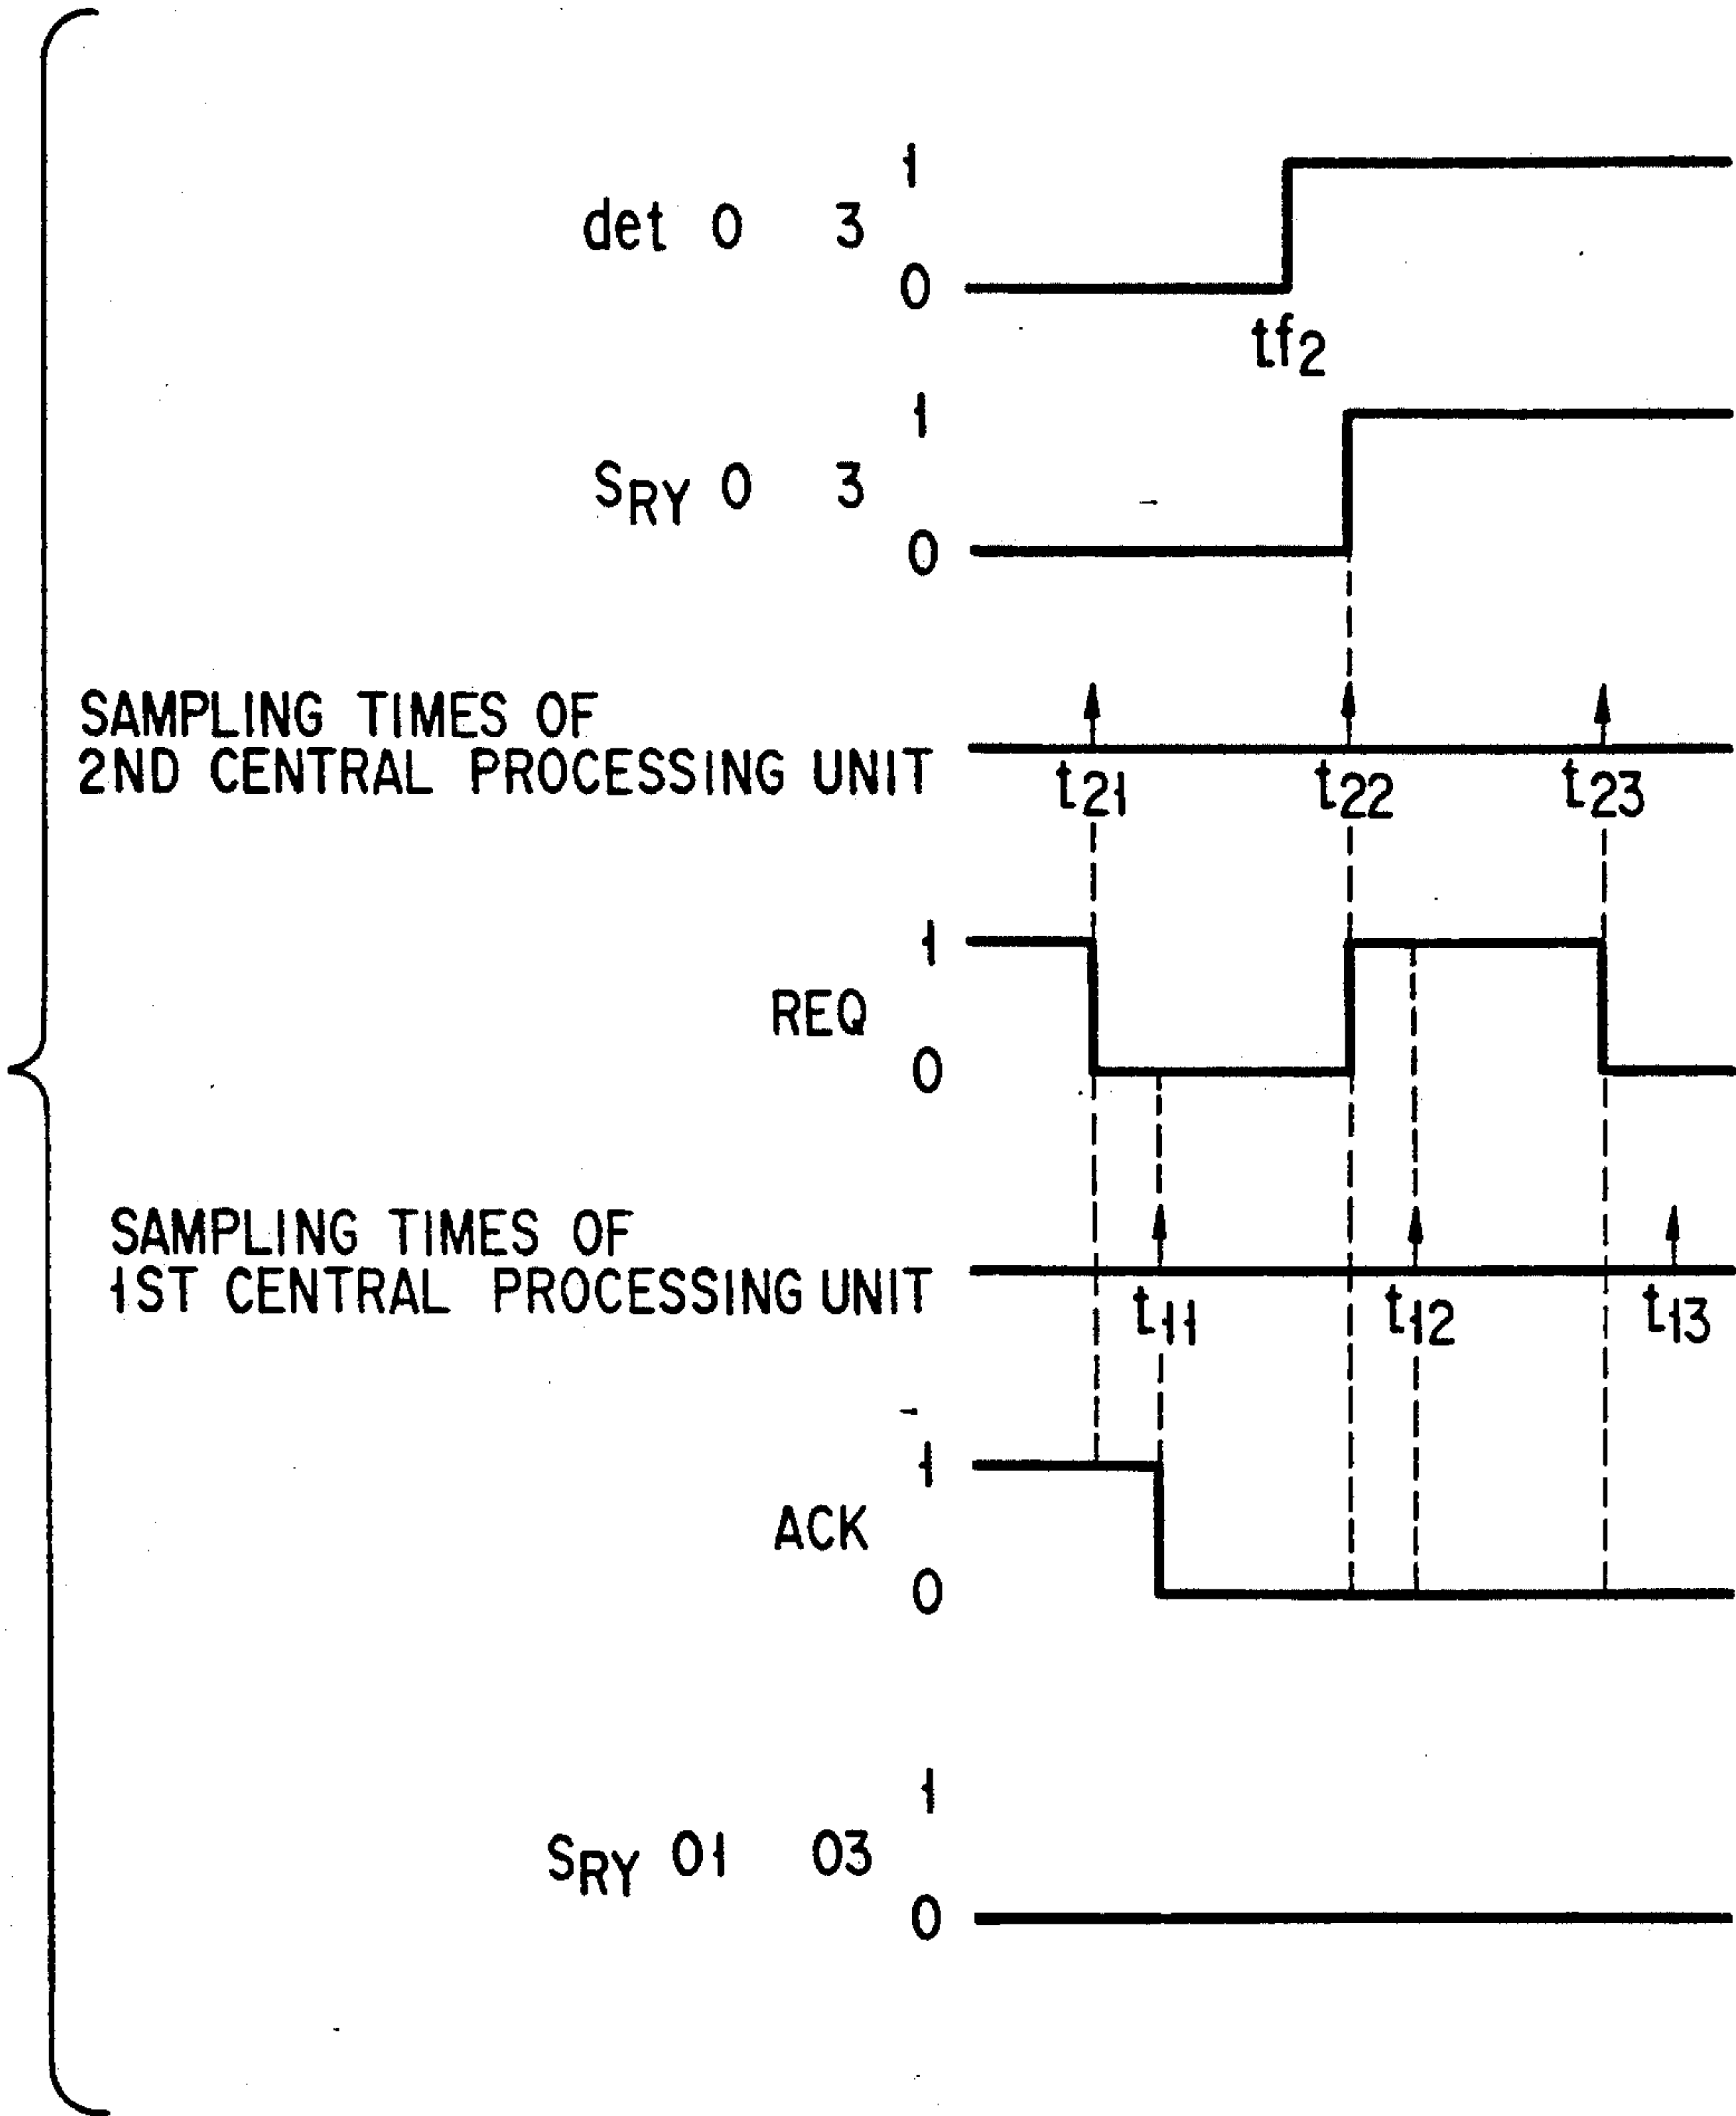 1
det 0 3
0
tf2
1
SRY 0 3
0
SAMPLING TIMES OF
2ND CENTRAL PROCESSING UNIT
t21 t22 t23
1
REQ
0
SAMPLING TIMES OF
1ST CENTRAL PROCESSING UNIT
t11 t12 t13
1
ACK
0
1
SRY 01 03
0